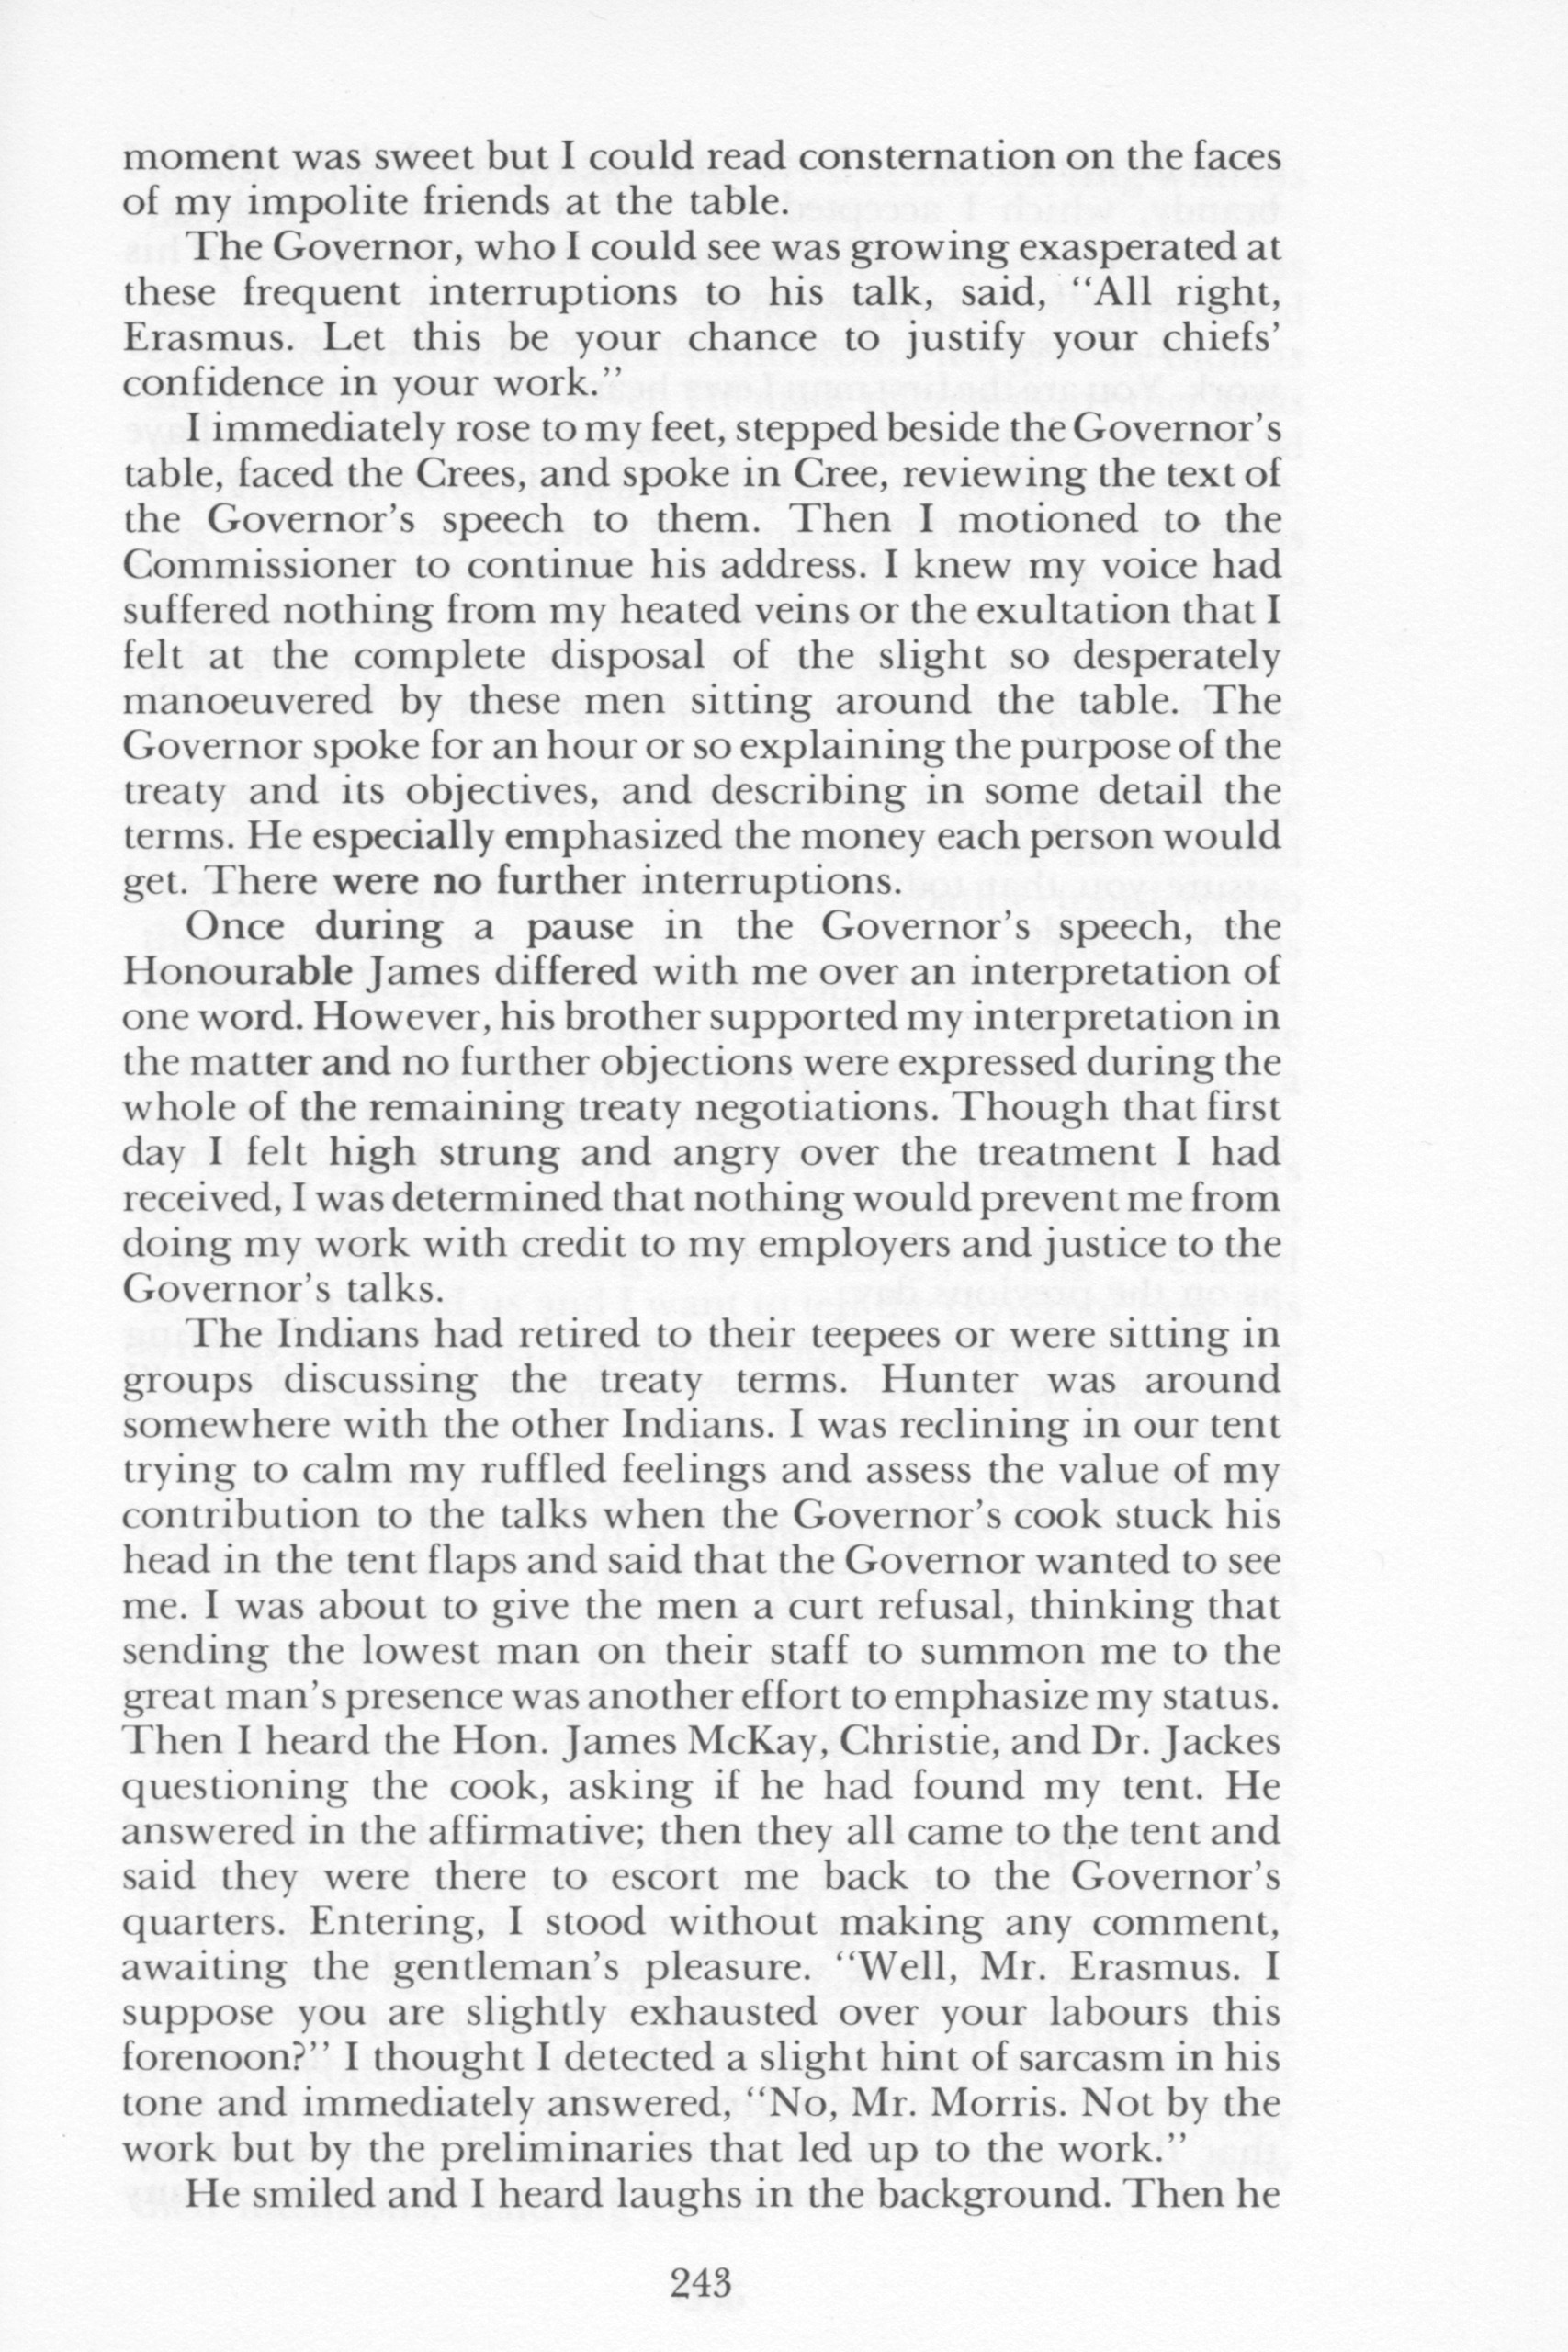 moment was sweet but I could read consternation on the faces
of my impolite friends at the table.
The Governor, who I could see was growing exasperated at
these frequent interruptions to his talk, said, “All right,
Erasmus. Let this be your chance to justify your chiefs’
confidence in your work.”
I immediately rose to my feet, stepped beside the Governor’s
table, faced the Crees, and spoke in Cree, reviewing the text of
the Governor’s speech to them. Then I motioned to the
Commissioner to continue his address. I knew my voice had
suffered nothing from my heated veins or the exultation that I
felt at the complete disposal of the slight so desperately
manoeuvered by these men sitting around the table. The
Governor spoke for an hour or so explaining the purpose of the
treaty and its objectives, and describing in some detail the
terms. He especially emphasized the money each person would
get. There were no further interruptions.
Once during a pause in the Governor’s speech, the
Honourable James differed with me over an interpretation of
one word. However, his brother supported my interpretation in
the matter and no further objections were expressed during the
whole of the remaining treaty negotiations. Though that first
day I felt high strung and angry over the treatment I had
received, I was determined that nothing would prevent me from
doing my work with credit to my employers and justice to the
Governor’s talks.
The Indians had retired to their teepees or were sitting in
groups discussing the treaty terms. Hunter was around
somewhere with the other Indians. I was reclining in our tent
trying to calm my ruffled feelings and assess the value of my
contribution to the talks when the Governor’s cook stuck his
head in the tent flaps and said that the Governor wanted to see
me. I was about to give the men a curt refusal, thinking that
sending the lowest man on their staff to summon me to the
great man’s presence was another effort to emphasize my status.
Then I heard the Hon. James McKay, Christie, and Dr. Jackes
questioning the cook, asking if he had found my tent. He
answered in the affirmative; then they all came to the tent and
said they were there to escort me back to the Governor’s
quarters. Entering, I stood without making any comment,
awaiting the gentleman’s pleasure. “Well, Mr. Erasmus. I
suppose you are slightly exhausted over your labours this
forenoon?” I thought I detected a slight hint of sarcasm in his
tone and immediately answered, “No, Mr. Morris. Not by the
work but by the preliminaries that led up to the work.”
He smiled and I heard laughs in the background. Then he
243